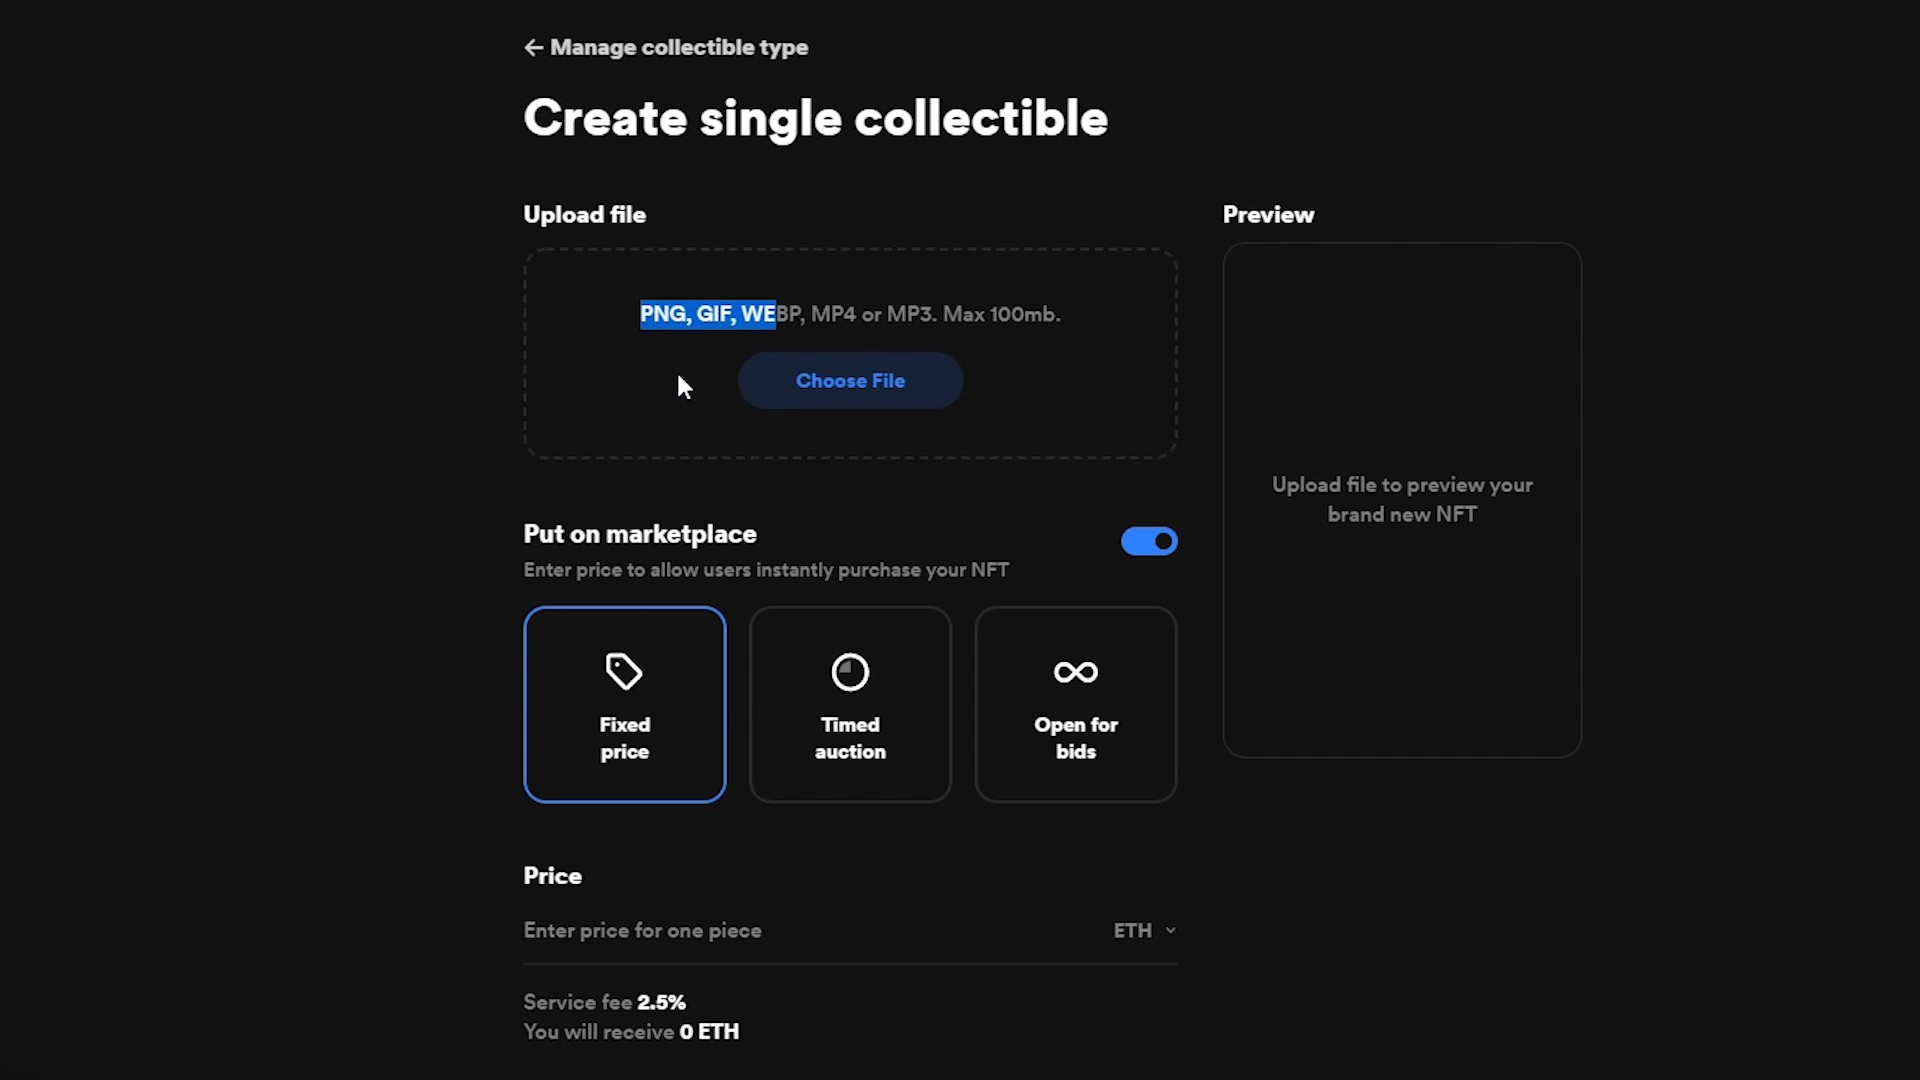 Manage collectible type
Create single collectible
Upload file
PNG, GIF, WEBP, MP4 or MP3. Max 100mb.
Choose File
Preview
Upload file to preview your
brand new NFT
Put on marketplace
Enter price to allow users instantly purchase your NFT
Fixed
price
Timed
auction
Open for
bids
Price
Enter price for one piece
ETH
Service fee 2.5%
You will receive 0 ETH